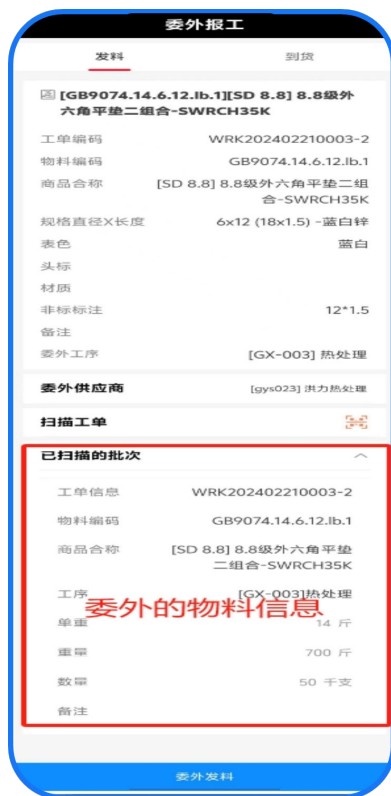 委外报工
发料 到货
[GB9074.14.6.12.lb.1][SD 8.8] 8.8级外
六角平垫二组合-SWRCH35K
工单编码 WRK202402210003-2
物料编码 GB9074.14.6.12.lb.1
商品合称 [SD 8.8] 8.8级外六角平垫二组
合-SWRCH35K
规格直径X长度 6x12 (18x1.5) -蓝白锌
表色 蓝白
头标
材质
非标标注 12*1.5
备注
委外工序 [GX-003] 热处理
委外供应商 [gys023] 洪力热处理
扫描工单
已扫描的批次
工单信息 WRK202402210003-2
物料编码 GB9074.14.6.12.lb.1
商品合称 [SD 8.8] 8.8级外六角平垫
二组合-SWRCH35K
工序 [GX-003]热处理
委外的物料信息
单重 14 斤
重量 700 斤
数量 50 千支
备注
委外发料